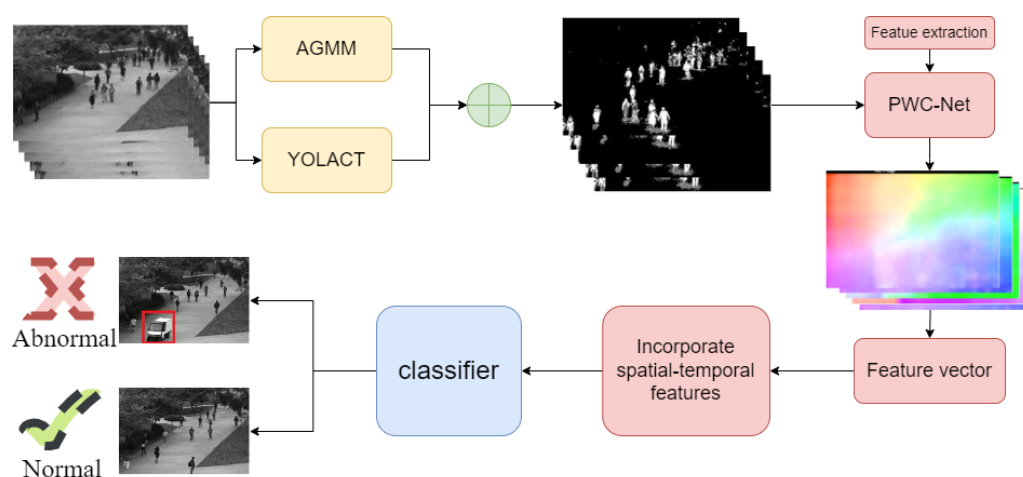 AGMM
YOLACT
Featue extraction
PWC-Net
Feature vector
Incorporate
spatial-temporal
features
classifier
Abnormal
Normal